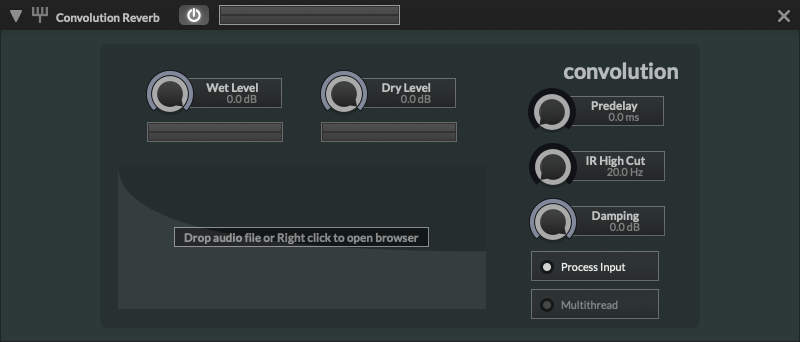 Convolution Reverb
convolution
Wet Level
0.0 dB
Dry Level
0.0 dB
Predelay
0.0 ms
IR High Cut
20.0 Hz
Damping
0.0 dB
Drop audio file or Right click to open browser
Process Input
Multithread